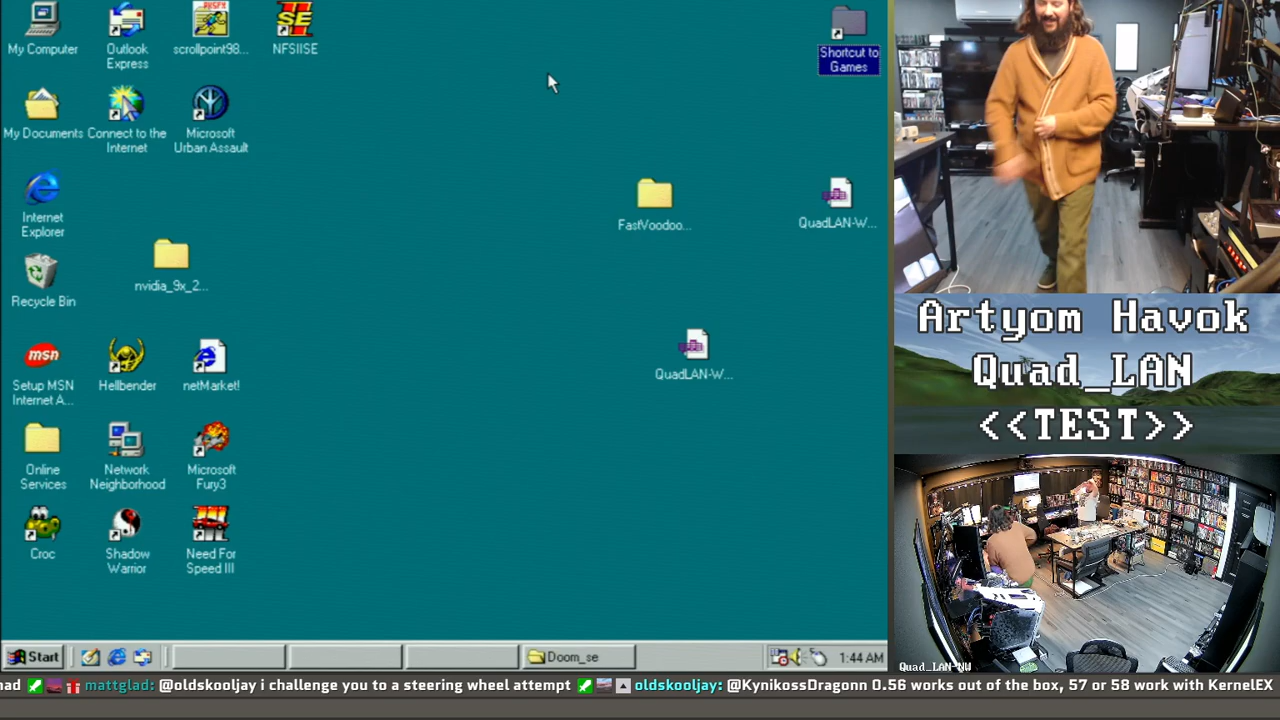 My Computer
Outlook
Express
scrollpoint98...
NFSIISE
Shortcut to
Games
My Documents
Connect to the
Internet
Microsoft
Urban Assault
Internet
Explorer
FastVoodoo...
QuadLAN-W...
nvidia_9x_2...
Recycle Bin
msn
Setup MSN
Internet A...
Hellbender
netMarket!
QuadLAN-W...
Online
Services
Network
Neighborhood
Microsoft
Fury3
Croc
Shadow
Warrior
Need For
Speed III
Start
Doom_se
1:44 AM
Artyom Havok
Quad_LAN
<<TEST>>
Quad_LAN-NW
had mattglad: @oldskooljay i challenge you to a steering wheel attempt oldskooljay: @KynikossDragonn 0.56 works out of the box, 57 or 58 work with KernelEX